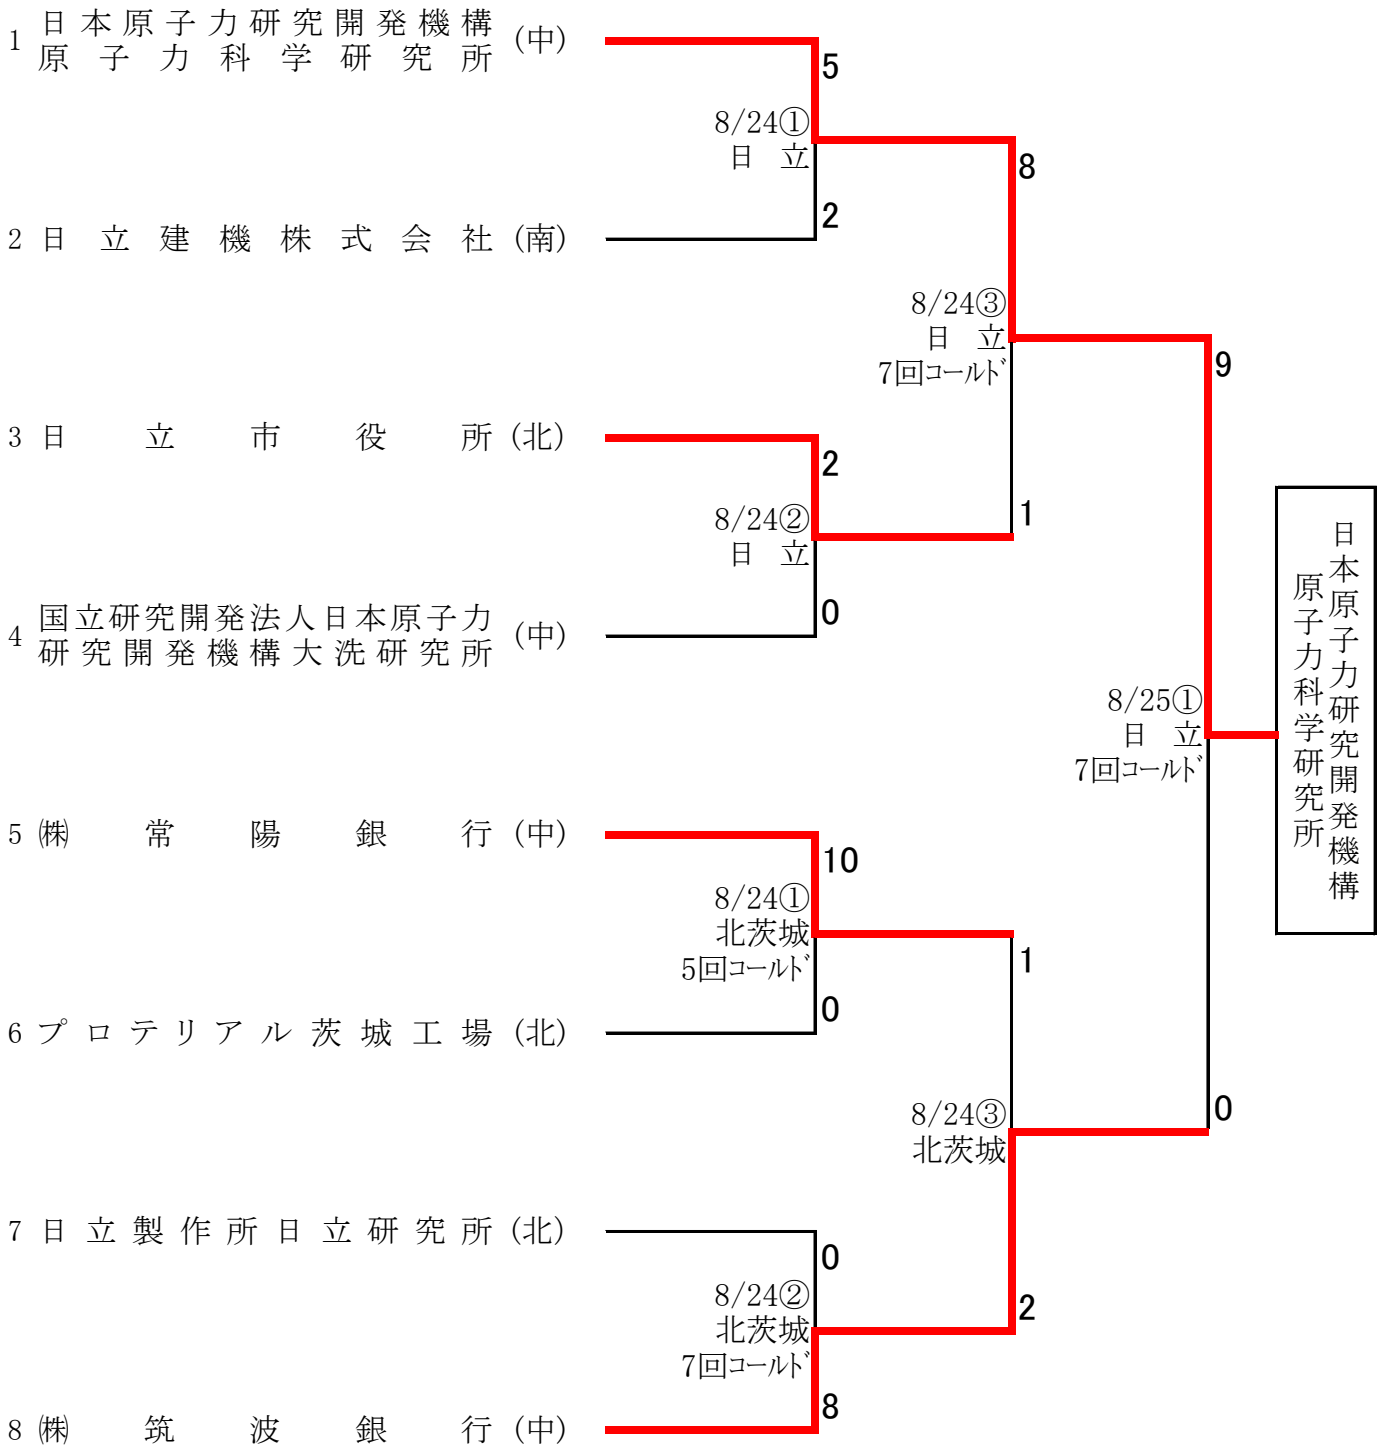 1 日本原子力研究開発機構 (中)
原子力科学研究所
5
8/24①
日立
2
2 日立建機株式会社 (南)
8
8/24③
日立
7回ｺｰﾙﾄﾞ
1
3 日立市役所 (北)
2
8/24②
日立
0
4 国立研究開発法人日本原子力 (中)
研究開発機構大洗研究所
9
8/25①
日立
7回ｺｰﾙﾄﾞ
0
日本原子力研究開発機構
原子力科学研究所
5 ㈱常陽銀行 (中)
10
8/24①
北茨城
5回ｺｰﾙﾄﾞ
0
6 プロテリアル茨城工場 (北)
1
8/24③
北茨城
2
7 日立製作所日立研究所 (北)
0
8/24②
北茨城
7回ｺｰﾙﾄﾞ
8
8 ㈱筑波銀行 (中)